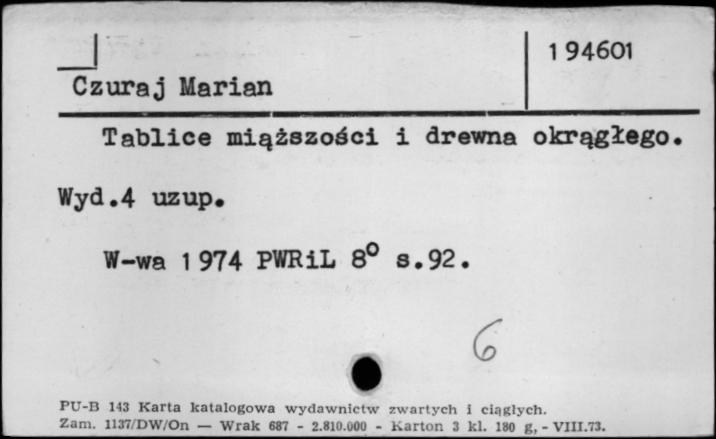 194601
Czuraj Marian
Tablice miąższości i drewna okrągłego.
Wyd.4 uzup.
W-wa 1974 PWRiL 8° s.92.
6
PU-B 143 Karta katalogowa wydawnictw zwartych i ciągłych.
Zam. 1137/DW/On — Wrak 687 - 2.810.000 - Karton 3 kl. 180 g, - VIII.73.